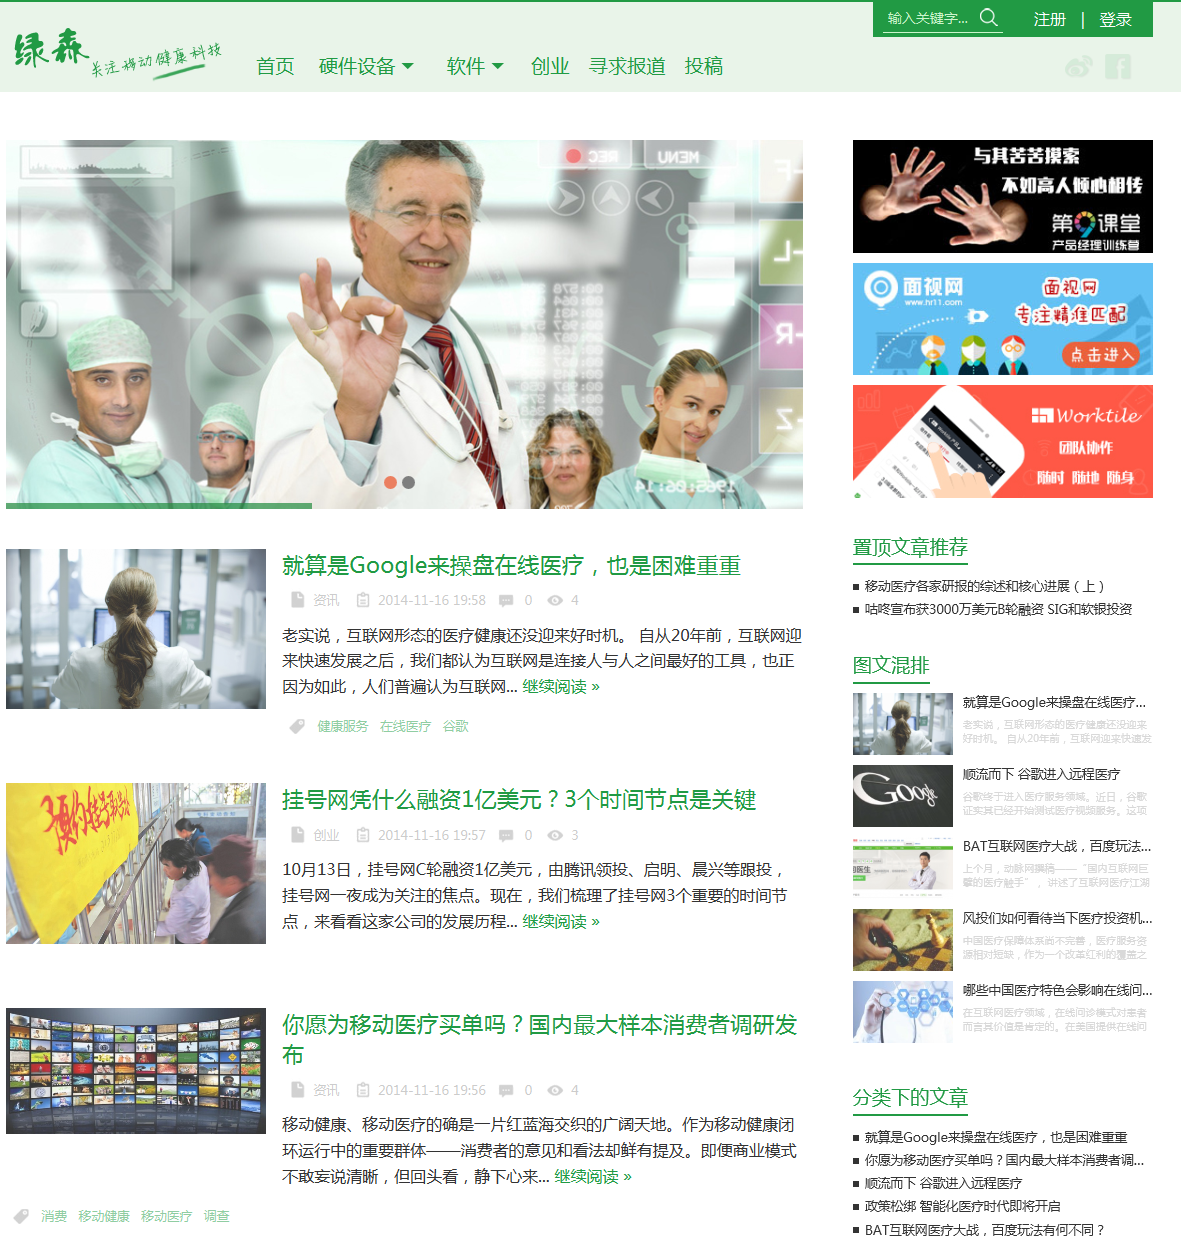 输入关键字...
注册 | 登录
绿森
关注移动健康科技
首页 硬件设备 软件 创业 寻求报道 投稿
REC
MENU
F-
L-
R-
Z-
1965:06:14
与其苦苦摸索
不如高人倾心相传
第9课堂
产品经理训练营
面视网
www.hr11.com
面视网
专注精准匹配
点击进入
Worktile
团队协作
随时 随地 随身
就算是Google来操盘在线医疗，也是困难重重
资讯 2014-11-16 19:58 0 4
老实说，互联网形态的医疗健康还没迎来好时机。 自从20年前，互联网迎
来快速发展之后，我们都认为互联网是连接人与人之间最好的工具，也正
因为如此，人们普遍认为互联网... 继续阅读 »
健康服务 在线医疗 谷歌
挂号网凭什么融资1亿美元？3个时间节点是关键
创业 2014-11-16 19:57 0 3
10月13日，挂号网C轮融资1亿美元，由腾讯领投、启明、晨兴等跟投，
挂号网一夜成为关注的焦点。现在，我们梳理了挂号网3个重要的时间节
点，来看看这家公司的发展历程... 继续阅读 »
你愿为移动医疗买单吗？国内最大样本消费者调研发
布
资讯 2014-11-16 19:56 0 4
移动健康、移动医疗的确是一片红蓝海交织的广阔天地。作为移动健康闭
环运行中的重要群体——消费者的意见和看法却鲜有提及。即便商业模式
不敢妄说清晰，但回头看，静下心来... 继续阅读 »
消费 移动健康 移动医疗 调查
置顶文章推荐
移动医疗各家研报的综述和核心进展（上）
咕咚宣布获3000万美元B轮融资 SIG和软银投资
图文混排
就算是Google来操盘在线医疗...
老实说，互联网形态的医疗健康还没迎来
好时机。 自从20年前，互联网迎来快速发
Google
顺流而下 谷歌进入远程医疗
谷歌终于进入医疗服务领域。近日，谷歌
证实其已经开始测试医疗视频服务。这项
BAT互联网医疗大战，百度玩法...
上个月，动脉网撰稿——“国内互联网巨
擘的医疗触手”，讲述了互联网医疗江湖
风投们如何看待当下医疗投资机...
中国医疗保障体系尚不完善，医疗服务资
源相对短缺，作为一个改革红利的覆盖之
哪些中国医疗特色会影响在线问...
在互联网医疗领域，在线问诊模式对患者
而言其价值是肯定的。在美国提供在线问
分类下的文章
就算是Google来操盘在线医疗，也是困难重重
你愿为移动医疗买单吗？国内最大样本消费者调...
顺流而下 谷歌进入远程医疗
政策松绑 智能化医疗时代即将开启
BAT互联网医疗大战，百度玩法有何不同？